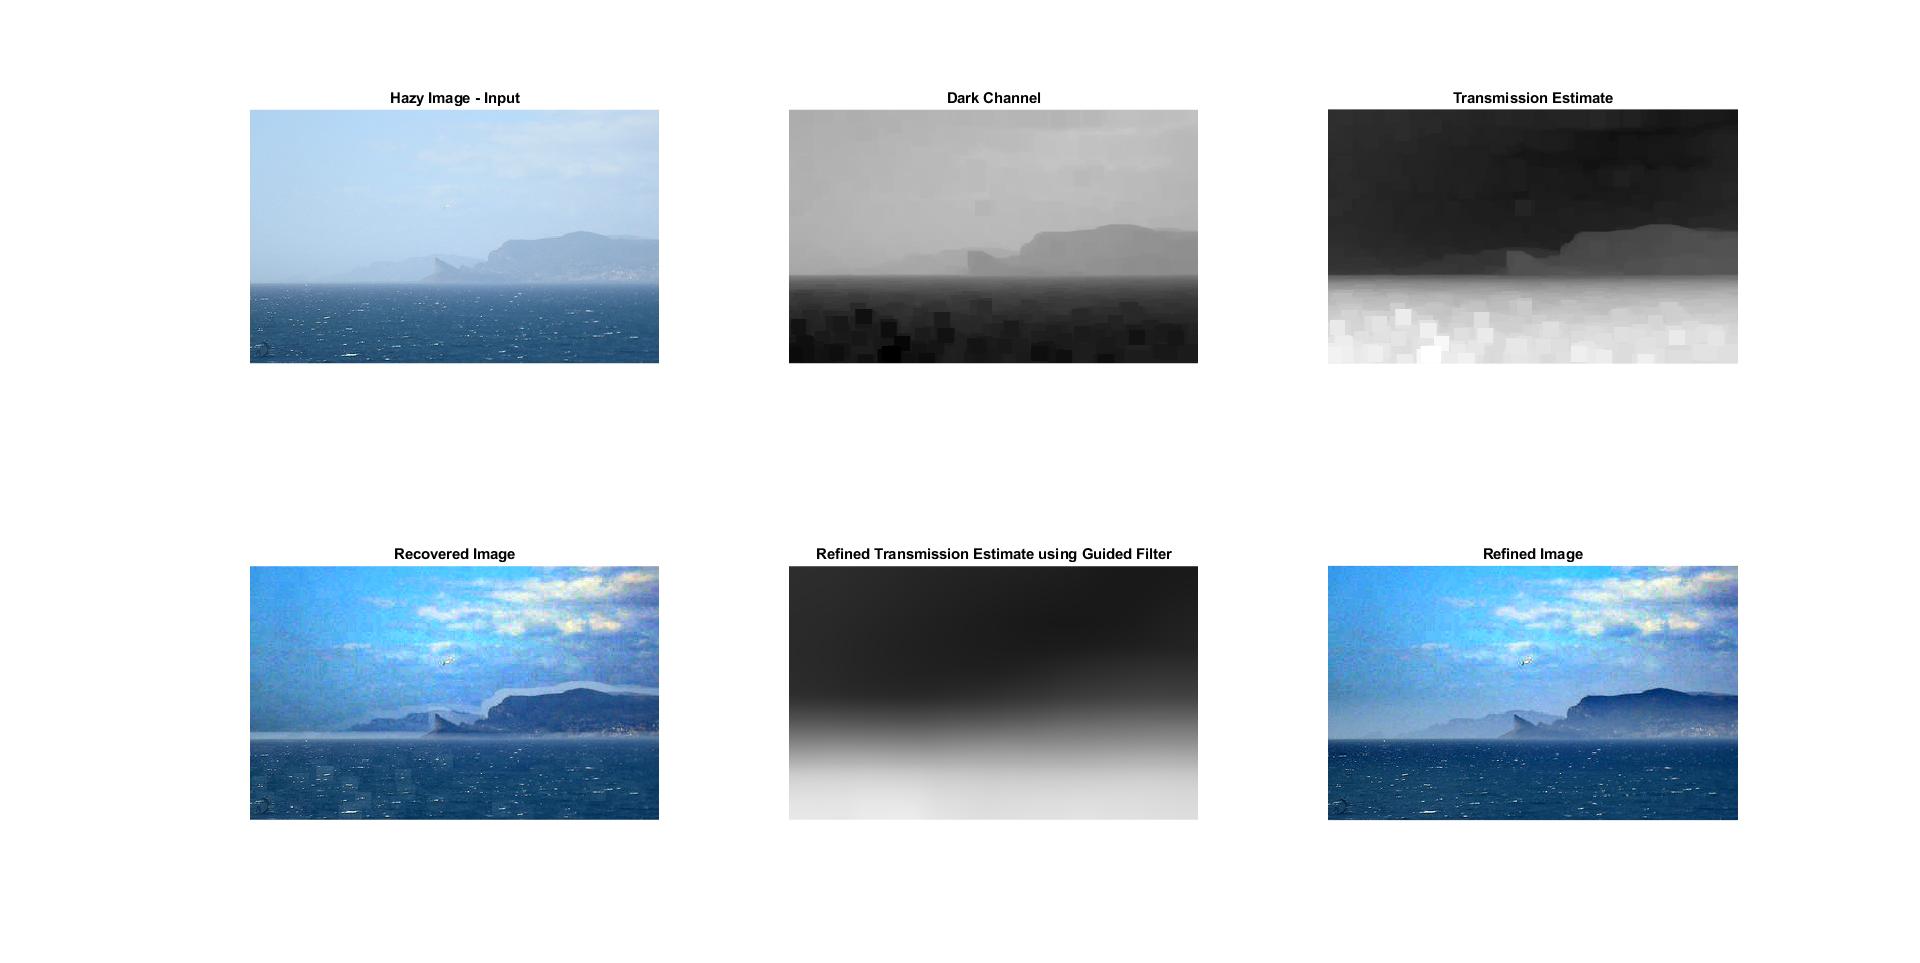 Hazy Image - Input
Dark Channel
Transmission Estimate
Recovered Image
Refined Transmission Estimate using Guided Filter
Refined Image